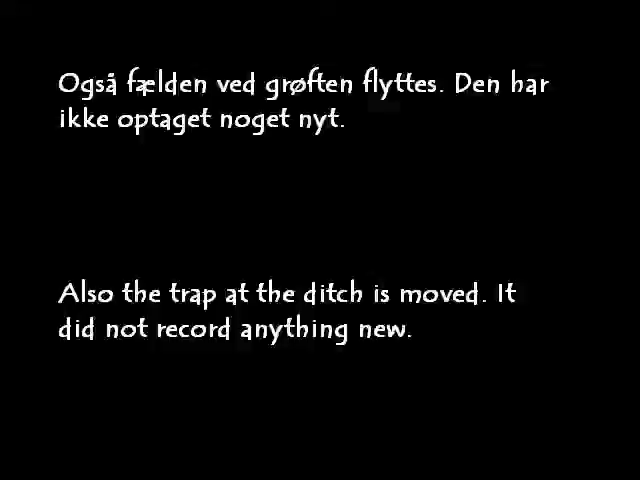 Også fælden ved grøften flyttes. Den har
ikke optaget noget nyt.
Also the trap at the ditch is moved. It
did not record anything new.